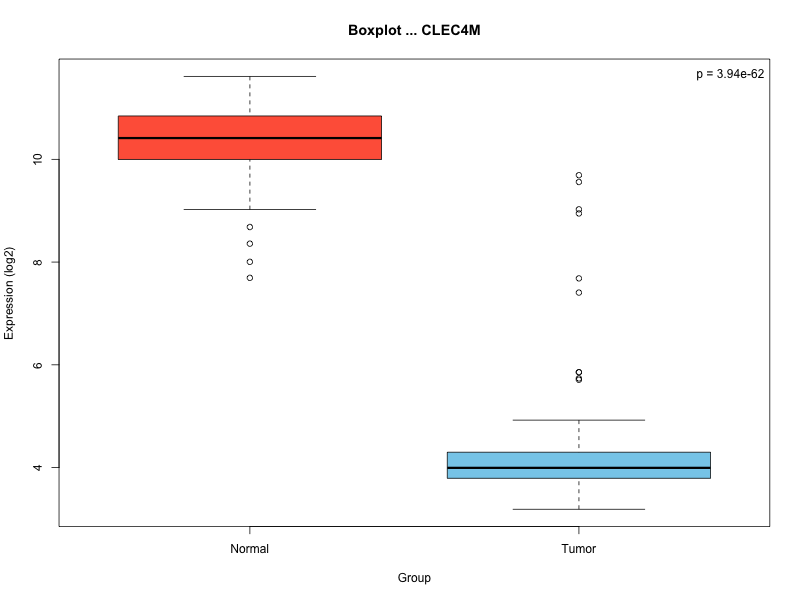 Boxplot ... CLEC4M
p = 3.94e-62
Expression (log2)
10
8
6
4
Normal
Tumor
Group